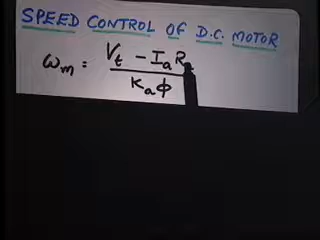 SPEED CONTROL OF D.C. MOTOR
ωm = Vt - IaRa
Kaφ